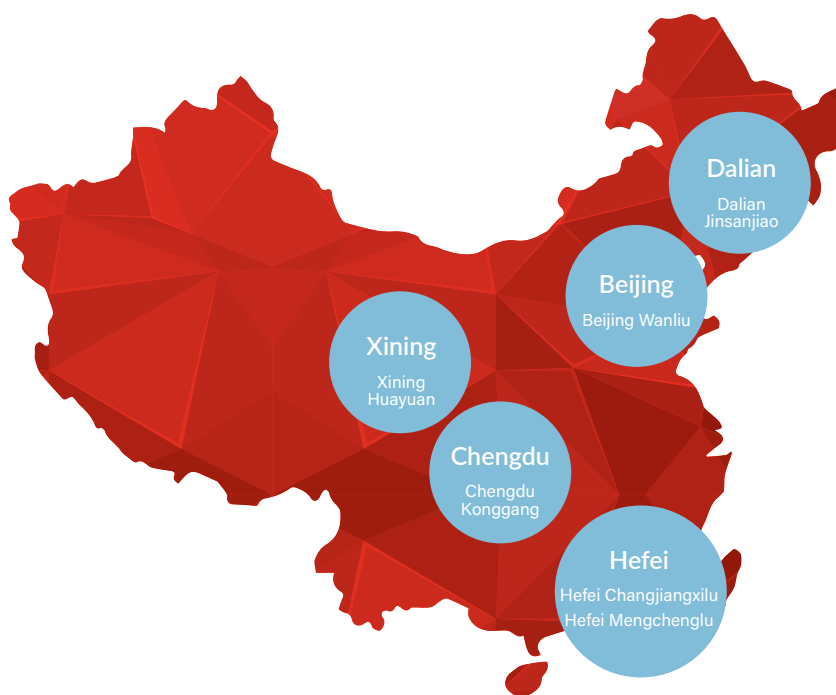 Dalian
Dalian
Jinsanjiao
Beijing
Beijing Wanliu
Xining
Xining
Huayuan
Chengdu
Chengdu
Konggang
Hefei
Hefei Changjiangxilu
Hefei Mengchenglu